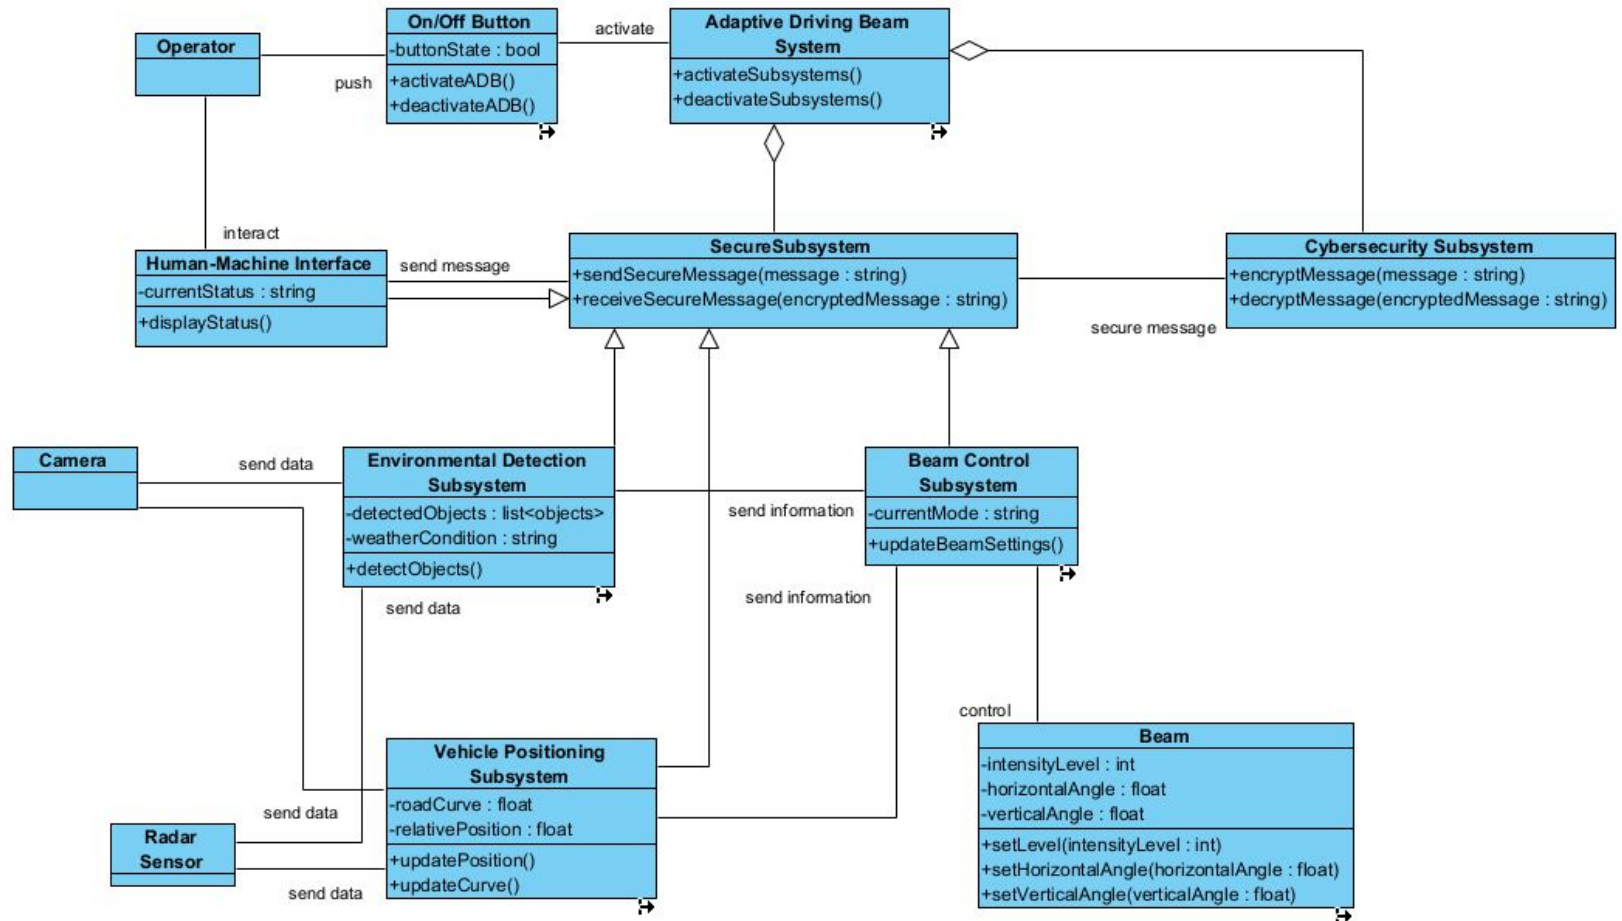 On/Off Button
-buttonState : bool
+activateADB()
+deactivateADB()
activate
Adaptive Driving Beam
System
+activateSubsystems()
+deactivateSubsystems()
Operator
push
interact
Human-Machine Interface
-currentStatus : string
+displayStatus()
send message
SecureSubsystem
+sendSecureMessage(message : string)
+receiveSecureMessage(encryptedMessage : string)
secure message
Cybersecurity Subsystem
+encryptMessage(message : string)
+decryptMessage(encryptedMessage : string)
Camera
send data
Environmental Detection
Subsystem
-detectedObjects : list<objects>
-weatherCondition : string
+detectObjects()
send data
send information
Beam Control
Subsystem
-currentMode : string
+updateBeamSettings()
send information
control
Vehicle Positioning
Subsystem
-roadCurve : float
-relativePosition : float
+updatePosition()
+updateCurve()
send data
Radar
Sensor
send data
Beam
-intensityLevel : int
-horizontalAngle : float
-verticalAngle : float
+setLevel(intensityLevel : int)
+setHorizontalAngle(horizontalAngle : float)
+setVerticalAngle(verticalAngle : float)